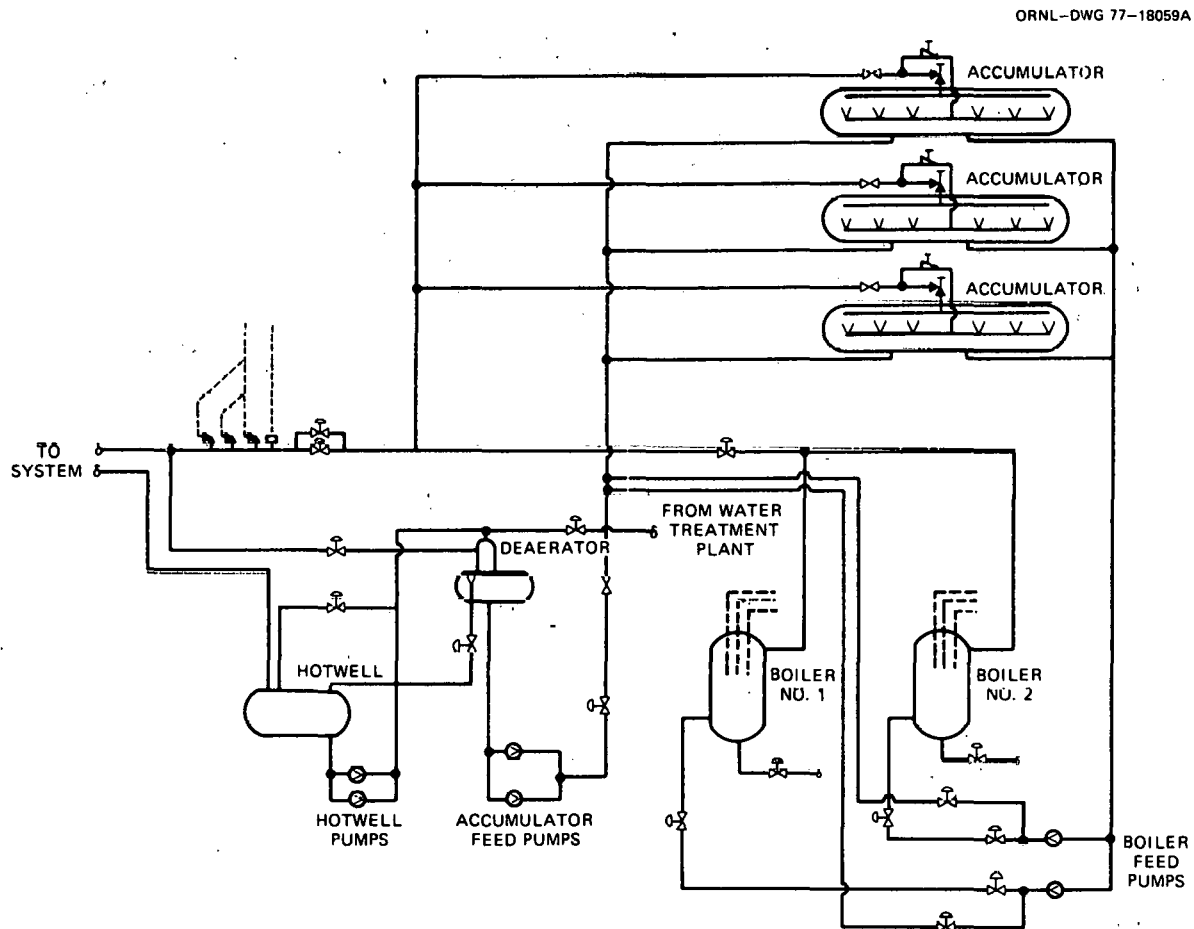 ORNL-DWG 77-18059A
ACCUMULATOR
ACCUMULATOR
ACCUMULATOR
TO
SYSTEM
FROM WATER
TREATMENT
PLANT
DEAERATOR
HOTWELL
BOILER
NO. 1
BOILER
NO. 2
HOTWELL
PUMPS
ACCUMULATOR
FEED PUMPS
BOILER
FEED
PUMPS